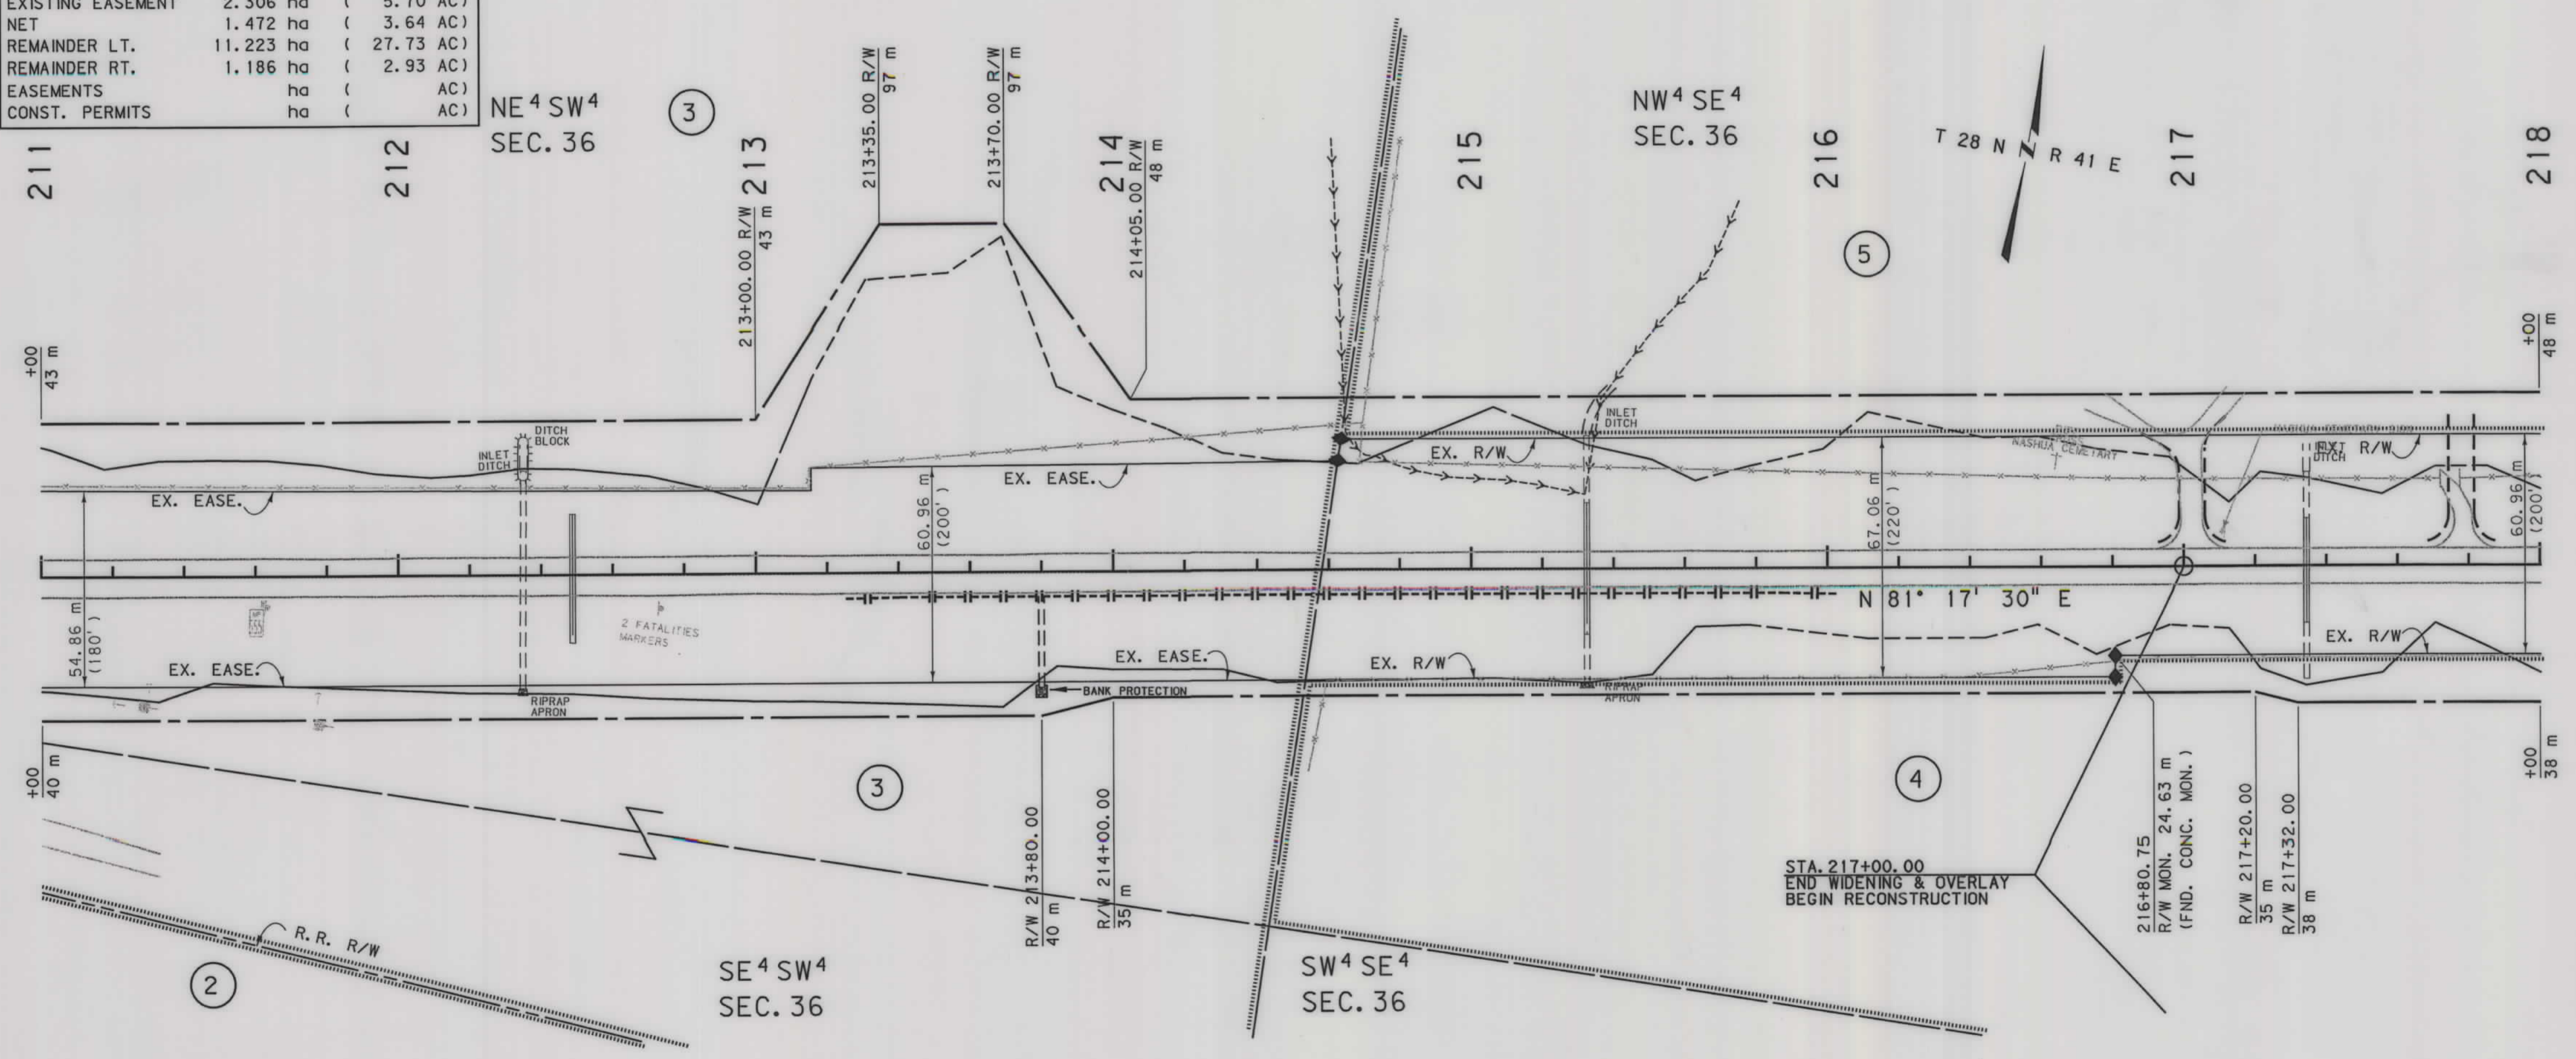 EXISTING EASEMENT 2.306 ha ( 5.70 AC)
NET 1.472 ha ( 3.64 AC)
REMAINDER LT. 11.223 ha ( 27.73 AC)
REMAINDER RT. 1.186 ha ( 2.93 AC)
EASEMENTS ha ( AC)
CONST. PERMITS ha ( AC)
NE4 SW4
SEC. 36
3
NW4 SE4
SEC. 36
T 28 N R 41 E
211
212
213
214
215
216
217
218
213+00.00 R/W
43 m
213+35.00 R/W
97 m
213+70.00 R/W
97 m
214+05.00 R/W
48 m
5
+00
43 m
+00
48 m
DITCH
BLOCK
INLET
DITCH
EX. EASE.
EX. EASE.
EX. R/W
INLET
DITCH
NASHUA CEMETARY
EX. R/W
DITCH
54.86 m
(180')
60.96 m
(200')
67.06 m
(220')
60.96 m
(200')
N 81° 17' 30" E
2 FATALITIES
MARKERS
EX. EASE.
EX. EASE.
EX. R/W
EX. R/W
RIPRAP
APRON
BANK PROTECTION
RIPRAP
APRON
+00
40 m
3
4
+00
38 m
R/W 213+80.00
40 m
R/W 214+00.00
35 m
STA. 217+00.00
END WIDENING & OVERLAY
BEGIN RECONSTRUCTION
216+80.75
R/W MON. 24.63 m
(FND. CONC. MON.)
R/W 217+20.00
35 m
R/W 217+32.00
38 m
R.R. R/W
2
SE4 SW4
SEC. 36
SW4 SE4
SEC. 36